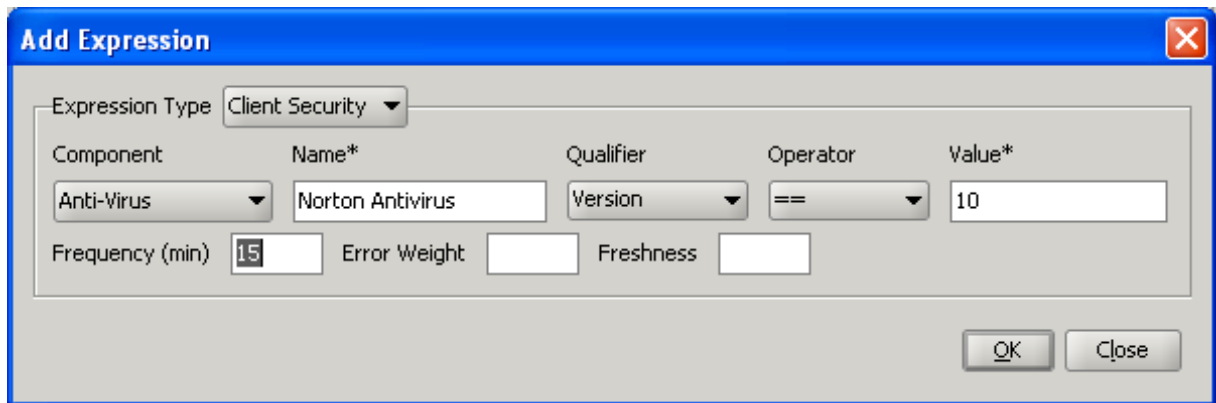 Add Expression
Expression Type Client Security
Component Name* Qualifier Operator Value*
Anti-Virus Norton Antivirus Version == 10
Frequency (min) 15 Error Weight Freshness
OK Close